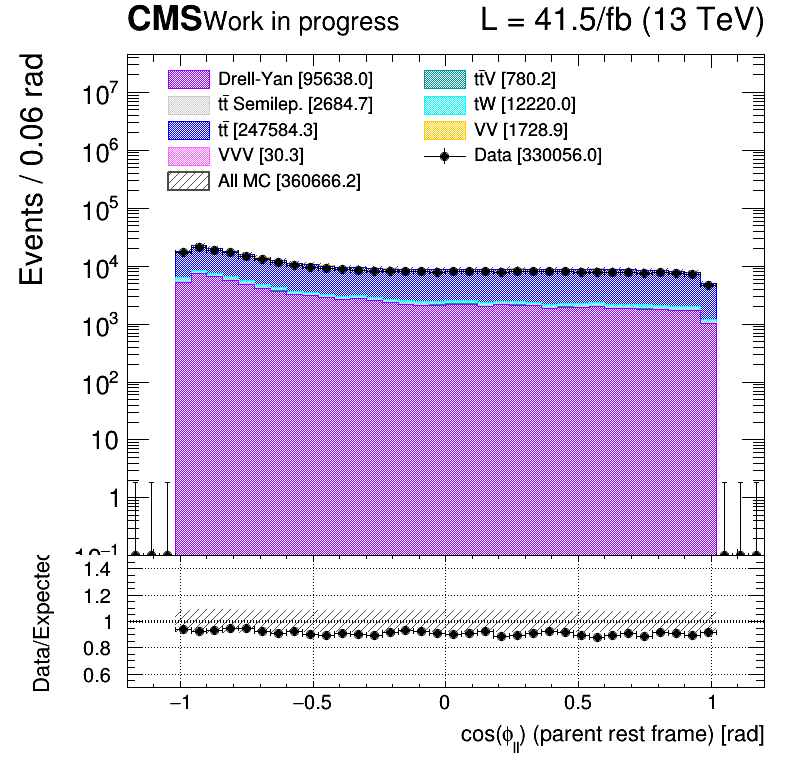 CMS Work in progress L = 41.5/fb (13 TeV)
Drell-Yan [95638.0] tt̄V [780.2]
tt̄ Semilep. [2684.7] tW [12220.0]
tt̄ [247584.3] VV [1728.9]
VVV [30.3] Data [330056.0]
All MC [360666.2]
Events / 0.06 rad
10⁷
10⁶
10⁵
10⁴
10³
10²
10
1
10⁻¹
Data/Expected
1.4
1.2
1
0.8
0.6
−1 −0.5 0 0.5 1
cos(ϕ_ll) (parent rest frame) [rad]